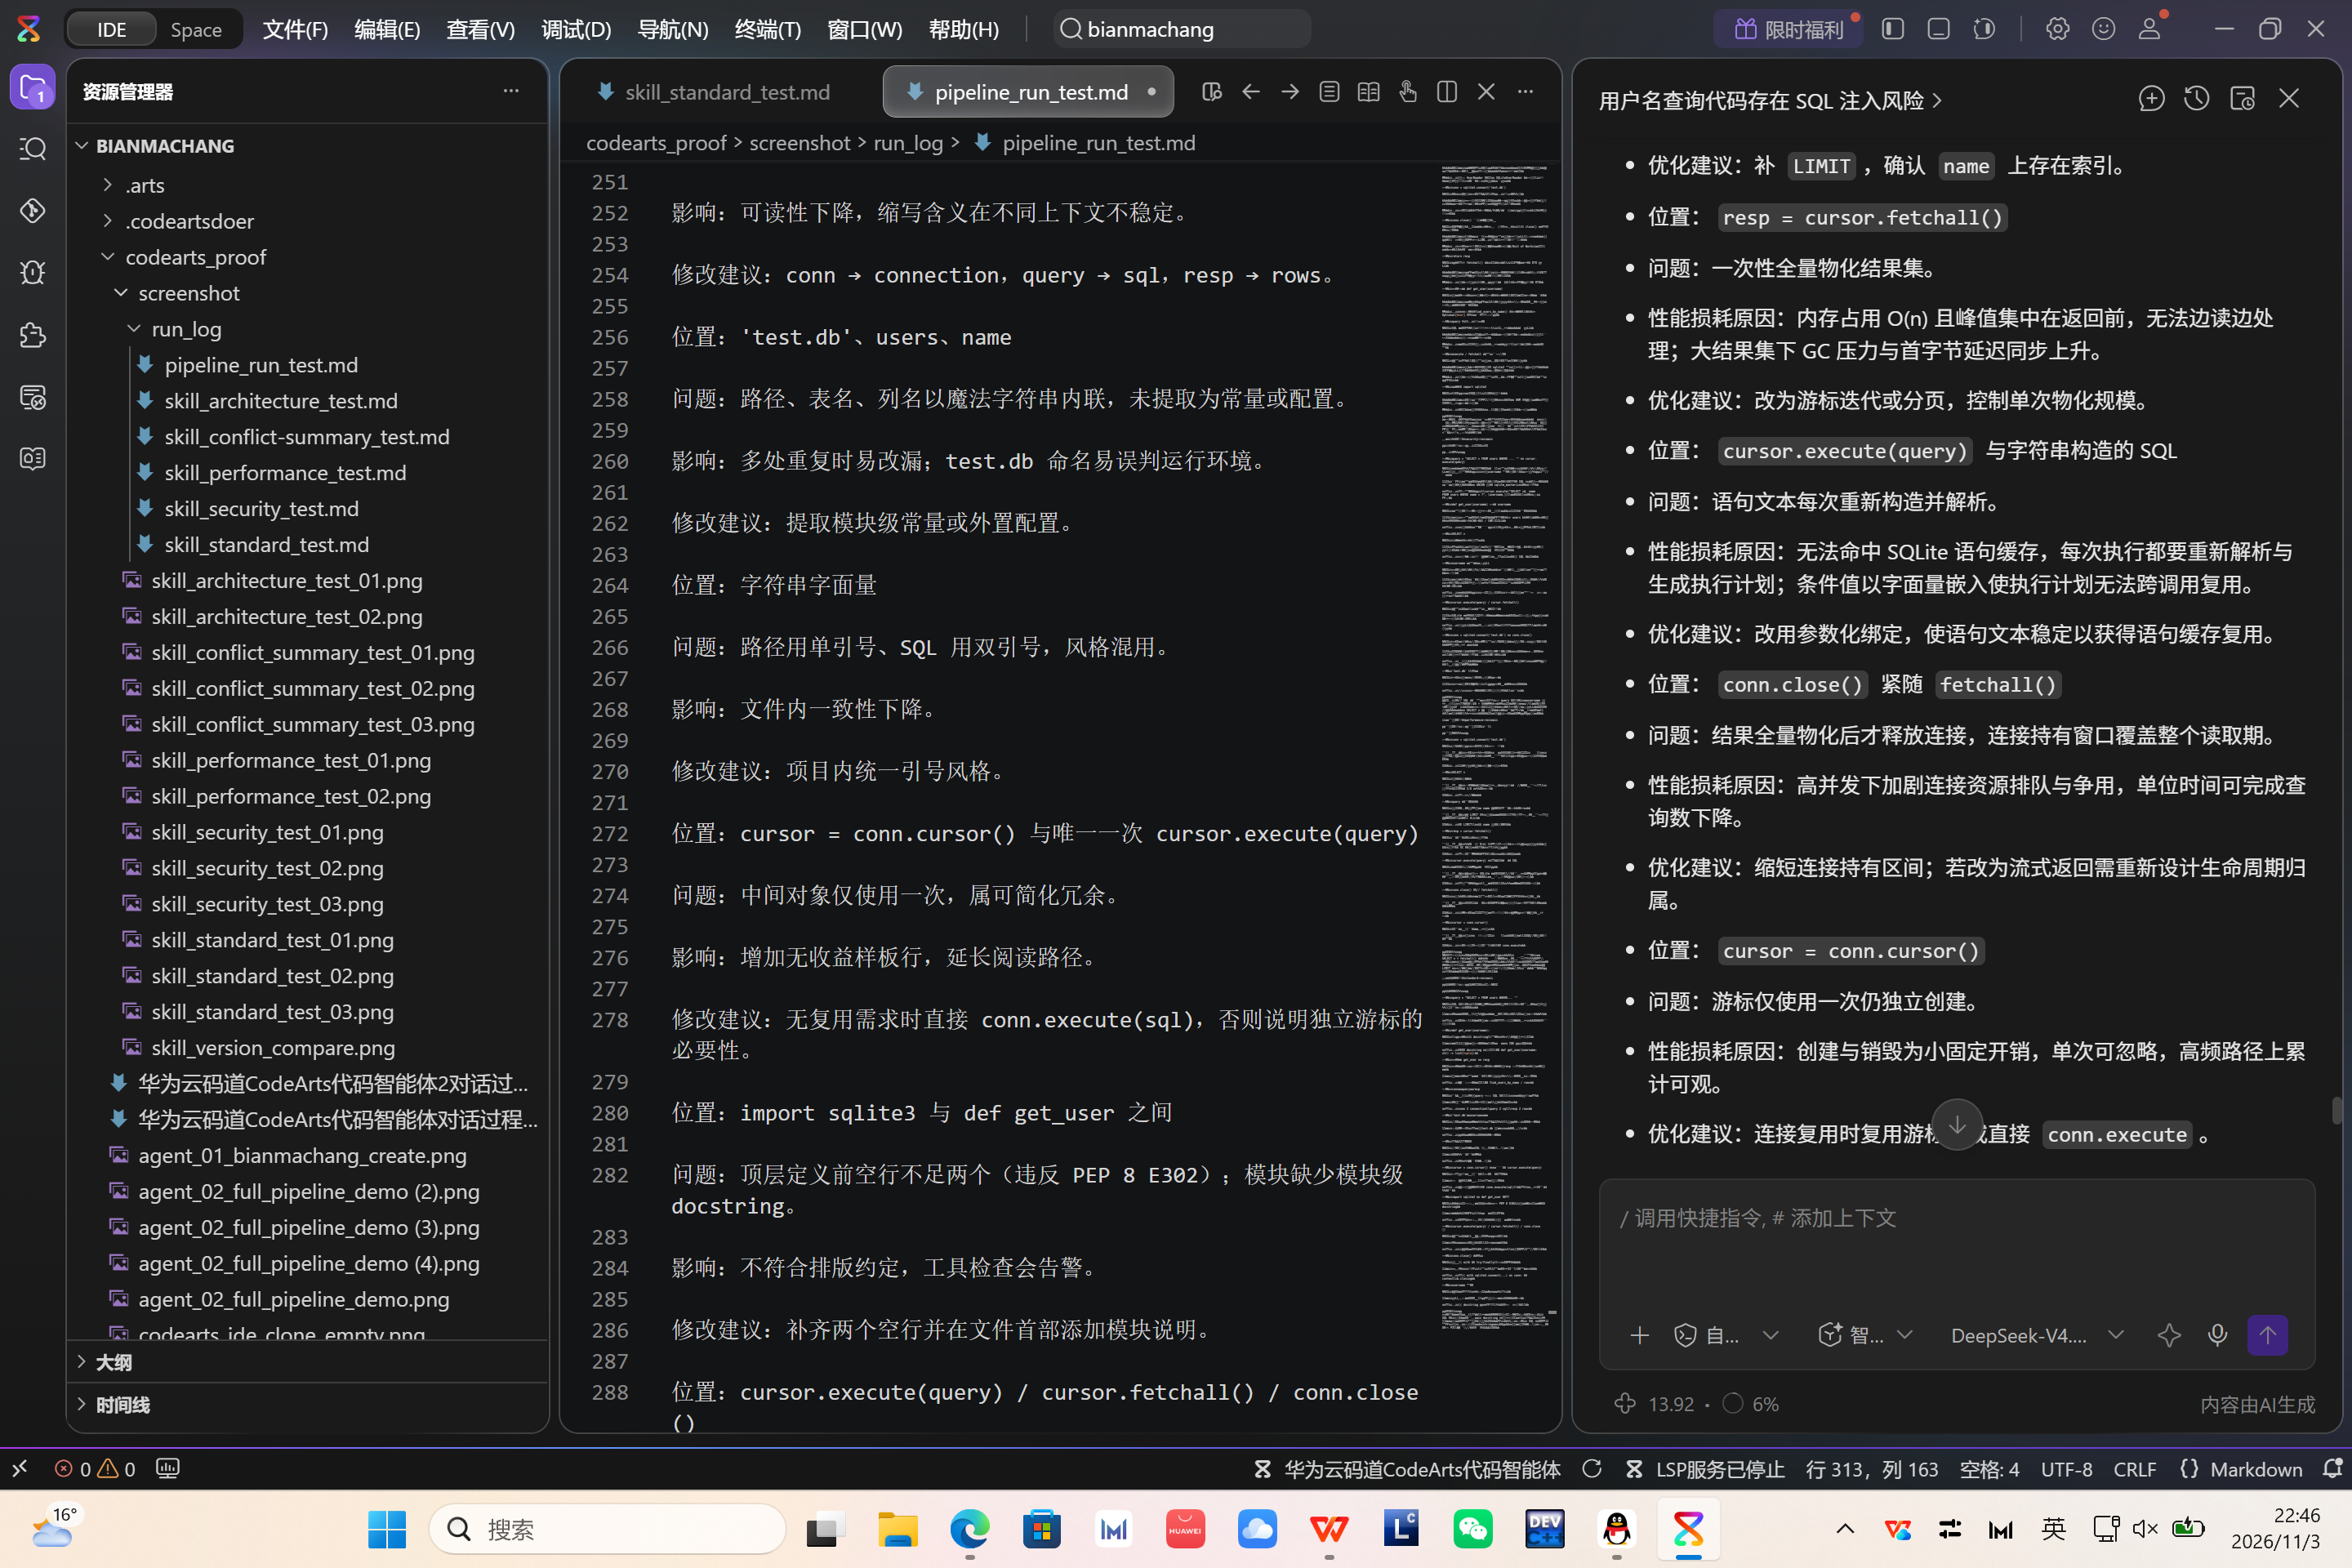 IDE Space 文件(F) 编辑(E) 查看(V) 调试(D) 导航(N) 终端(T) 窗口(W) 帮助(H) bianmachang 限时福利
1
资源管理器
BIANMACHANG
.arts
.codeartsdoer
codearts_proof
screenshot
run_log
pipeline_run_test.md
skill_architecture_test.md
skill_conflict-summary_test.md
skill_performance_test.md
skill_security_test.md
skill_standard_test.md
skill_architecture_test_01.png
skill_architecture_test_02.png
skill_conflict_summary_test_01.png
skill_conflict_summary_test_02.png
skill_conflict_summary_test_03.png
skill_performance_test_01.png
skill_performance_test_02.png
skill_security_test_01.png
skill_security_test_02.png
skill_security_test_03.png
skill_standard_test_01.png
skill_standard_test_02.png
skill_standard_test_03.png
skill_version_compare.png
华为云码道CodeArts代码智能体2对话过...
华为云码道CodeArts代码智能体对话过程...
agent_01_bianmachang_create.png
agent_02_full_pipeline_demo (2).png
agent_02_full_pipeline_demo (3).png
agent_02_full_pipeline_demo (4).png
agent_02_full_pipeline_demo.png
codearts_ide_clone_empty.png
大纲
时间线
skill_standard_test.md pipeline_run_test.md
codearts_proof > screenshot > run_log > pipeline_run_test.md
251
252 影响：可读性下降，缩写含义在不同上下文不稳定。
253
254 修改建议：conn → connection，query → sql，resp → rows。
255
256 位置：'test.db'、users、name
257
258 问题：路径、表名、列名以魔法字符串内联，未提取为常量或配置。
259
260 影响：多处重复时易改漏；test.db 命名易误判运行环境。
261
262 修改建议：提取模块级常量或外置配置。
263
264 位置：字符串字面量
265
266 问题：路径用单引号、SQL 用双引号，风格混用。
267
268 影响：文件内一致性下降。
269
270 修改建议：项目内统一引号风格。
271
272 位置：cursor = conn.cursor() 与唯一一次 cursor.execute(query)
273
274 问题：中间对象仅使用一次，属可简化冗余。
275
276 影响：增加无收益样板行，延长阅读路径。
277
278 修改建议：无复用需求时直接 conn.execute(sql)，否则说明独立游标的
必要性。
279
280 位置：import sqlite3 与 def get_user 之间
281
282 问题：顶层定义前空行不足两个（违反 PEP 8 E302）；模块缺少模块级
docstring。
283
284 影响：不符合排版约定，工具检查会告警。
285
286 修改建议：补齐两个空行并在文件首部添加模块说明。
287
288 位置：cursor.execute(query) / cursor.fetchall() / conn.close
()
用户名查询代码存在 SQL 注入风险 >
• 优化建议：补 LIMIT ，确认 name 上存在索引。
• 位置： resp = cursor.fetchall()
• 问题：一次性全量物化结果集。
• 性能损耗原因：内存占用 O(n) 且峰值集中在返回前，无法边读边处
理；大结果集下 GC 压力与首字节延迟同步上升。
• 优化建议：改为游标迭代或分页，控制单次物化规模。
• 位置： cursor.execute(query) 与字符串构造的 SQL
• 问题：语句文本每次重新构造并解析。
• 性能损耗原因：无法命中 SQLite 语句缓存，每次执行都要重新解析与
生成执行计划；条件值以字面量嵌入使执行计划无法跨调用复用。
• 优化建议：改用参数化绑定，使语句文本稳定以获得语句缓存复用。
• 位置： conn.close() 紧随 fetchall()
• 问题：结果全量物化后才释放连接，连接持有窗口覆盖整个读取期。
• 性能损耗原因：高并发下加剧连接资源排队与争用，单位时间可完成查
询数下降。
• 优化建议：缩短连接持有区间；若改为流式返回需重新设计生命周期归
属。
• 位置： cursor = conn.cursor()
• 问题：游标仅使用一次仍独立创建。
• 性能损耗原因：创建与销毁为小固定开销，单次可忽略，高频路径上累
计可观。
• 优化建议：连接复用时复用游 直接 conn.execute 。
/ 调用快捷指令, # 添加上下文
自... 智... DeepSeek-V4....
13.92 · 6% 内容由AI生成
0 0 华为云码道CodeArts代码智能体 LSP服务已停止 行 313，列 163 空格: 4 UTF-8 CRLF {} Markdown
16° 搜索 HUAWEI LC DEV C++ 英 22:46
2026/11/3